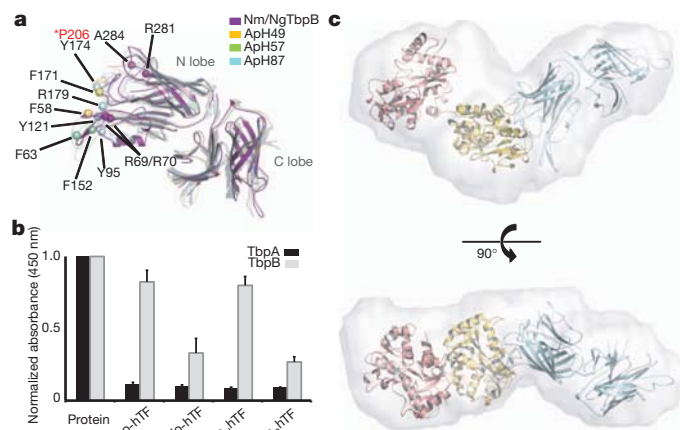 a
*P206
A284
R281
Y174
N lobe
F171
R179
F58
Y121
F63
F152
Y95
R69/R70
C lobe
Nm/NgTbpB
ApH49
ApH57
ApH87
b
Normalized absorbance (450 nm)
1.0
0.5
0
TbpA
TbpB
Protein
c
90°